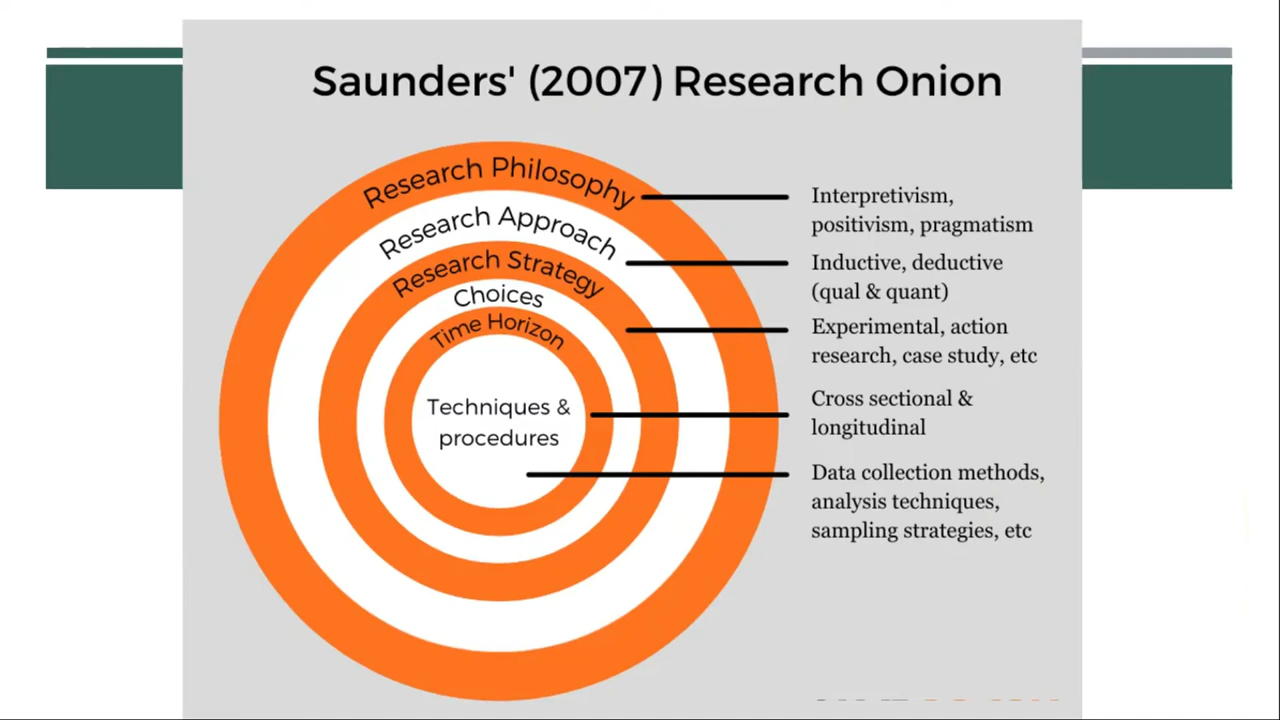 Saunders' (2007) Research Onion
Research Philosophy
Interpretivism,
positivism, pragmatism
Research Approach
Inductive, deductive
(qual & quant)
Research Strategy
Experimental, action
research, case study, etc
Choices
Time Horizon
Cross sectional &
longitudinal
Techniques &
procedures
Data collection methods,
analysis techniques,
sampling strategies, etc